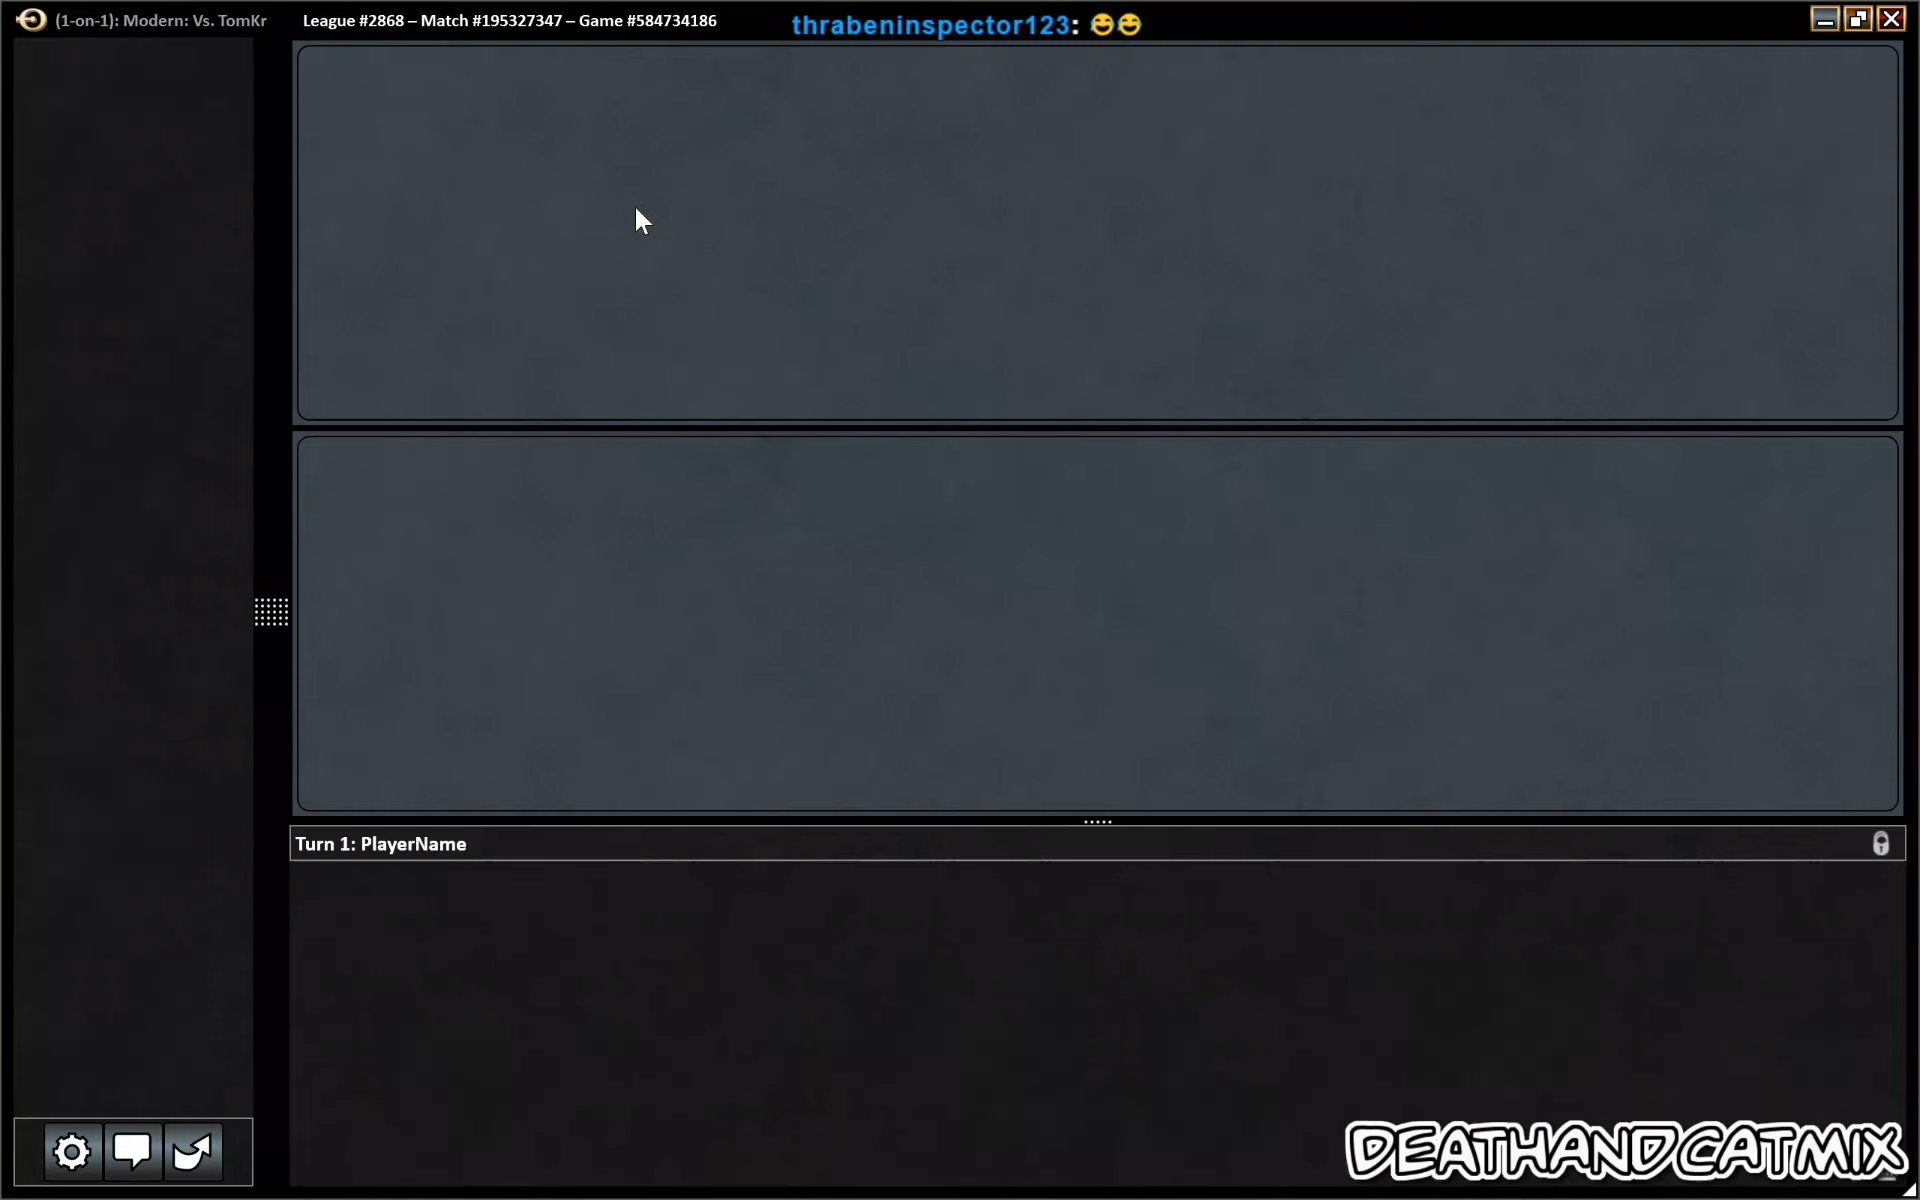 (1-on-1): Modern: Vs. TomKr
League #2868 – Match #195327347 – Game #584734186
thrabeninspector123: 😂😂
Turn 1: PlayerName
DEATHANDCATMIX